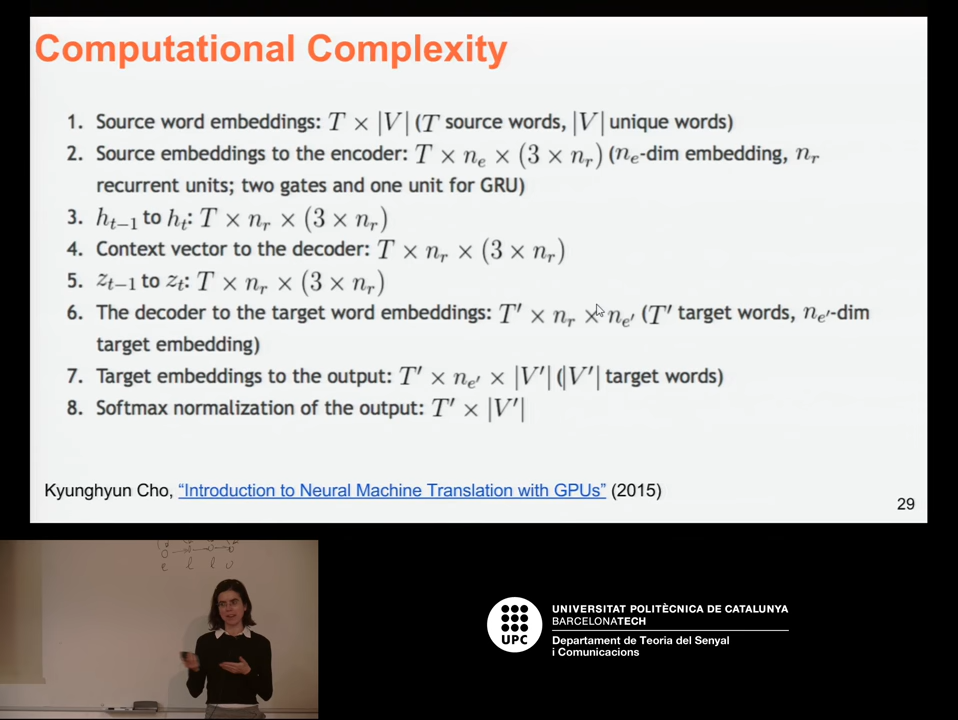 Computational Complexity
1. Source word embeddings: T × |V| (T source words, |V| unique words)
2. Source embeddings to the encoder: T × nₑ × (3 × nᵣ) (nₑ-dim embedding, nᵣ
recurrent units; two gates and one unit for GRU)
3. hₜ₋₁ to hₜ: T × nᵣ × (3 × nᵣ)
4. Context vector to the decoder: T × nᵣ × (3 × nᵣ)
5. zₜ₋₁ to zₜ: T × nᵣ × (3 × nᵣ)
6. The decoder to the target word embeddings: T′ × nᵣ × nₑ′ (T′ target words, nₑ′-dim
target embedding)
7. Target embeddings to the output: T′ × nₑ′ × |V′| (|V′| target words)
8. Softmax normalization of the output: T′ × |V′|
Kyunghyun Cho, “Introduction to Neural Machine Translation with GPUs” (2015)
29
e l l o
UPC
UNIVERSITAT POLITÈCNICA DE CATALUNYA
BARCELONATECH
Departament de Teoria del Senyal
i Comunicacions